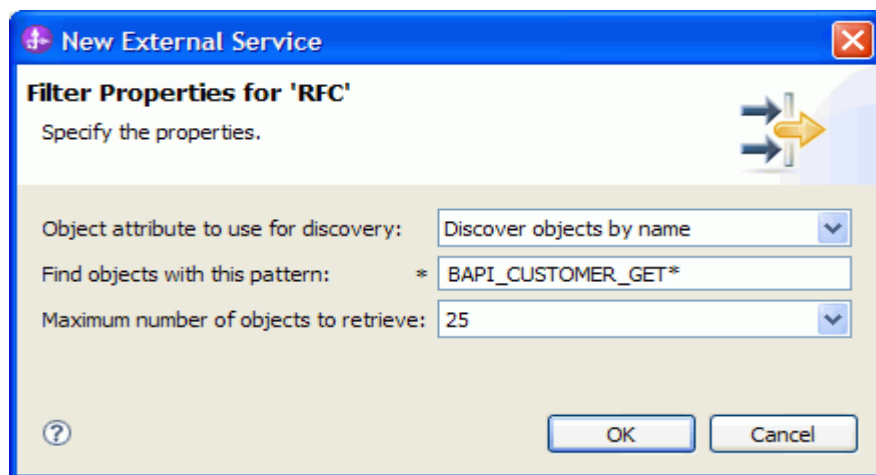 New External Service
Filter Properties for 'RFC'
Specify the properties.
Object attribute to use for discovery: Discover objects by name
Find objects with this pattern: * BAPI_CUSTOMER_GET*
Maximum number of objects to retrieve: 25
? OK Cancel